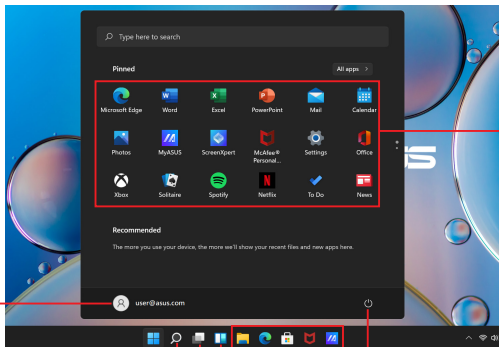 Type here to search
Pinned
All apps >
Microsoft Edge
Word
Excel
PowerPoint
Mail
Calendar
Photos
MyASUS
ScreenXpert
McAfee®
Personal...
Settings
Office
Xbox
Solitaire
Spotify
Netflix
To Do
News
Recommended
The more you use your device, the more we'll show your recent files and new apps here.
user@asus.com